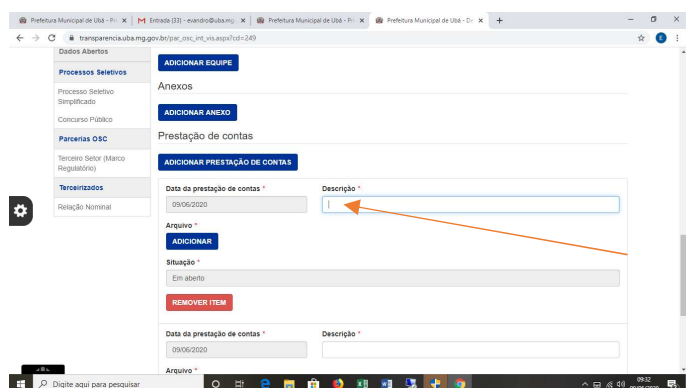 Prefeitura Municipal de Ubá - Po
Entrada (33) - evandro@uba.mg.
Prefeitura Municipal de Ubá - Pr
Prefeitura Municipal de Ubá - De
transparencia.uba.mg.gov.br/par_osc_int_vis.aspx?cd=249
E
Dados Abertos
Processos Seletivos
Processo Seletivo
Simplificado
Concurso Público
Parcerias OSC
Terceiro Setor (Marco
Regulatório)
Terceirizados
Relação Nominal
ADICIONAR EQUIPE
Anexos
ADICIONAR ANEXO
Prestação de contas
ADICIONAR PRESTAÇÃO DE CONTAS
Data da prestação de contas *
Descrição *
09/06/2020
Arquivo *
ADICIONAR
Situação *
Em aberto
REMOVER ITEM
Data da prestação de contas *
Descrição *
09/06/2020
Arquivo *
Digite aqui para pesquisar
09:32
09/06/2020